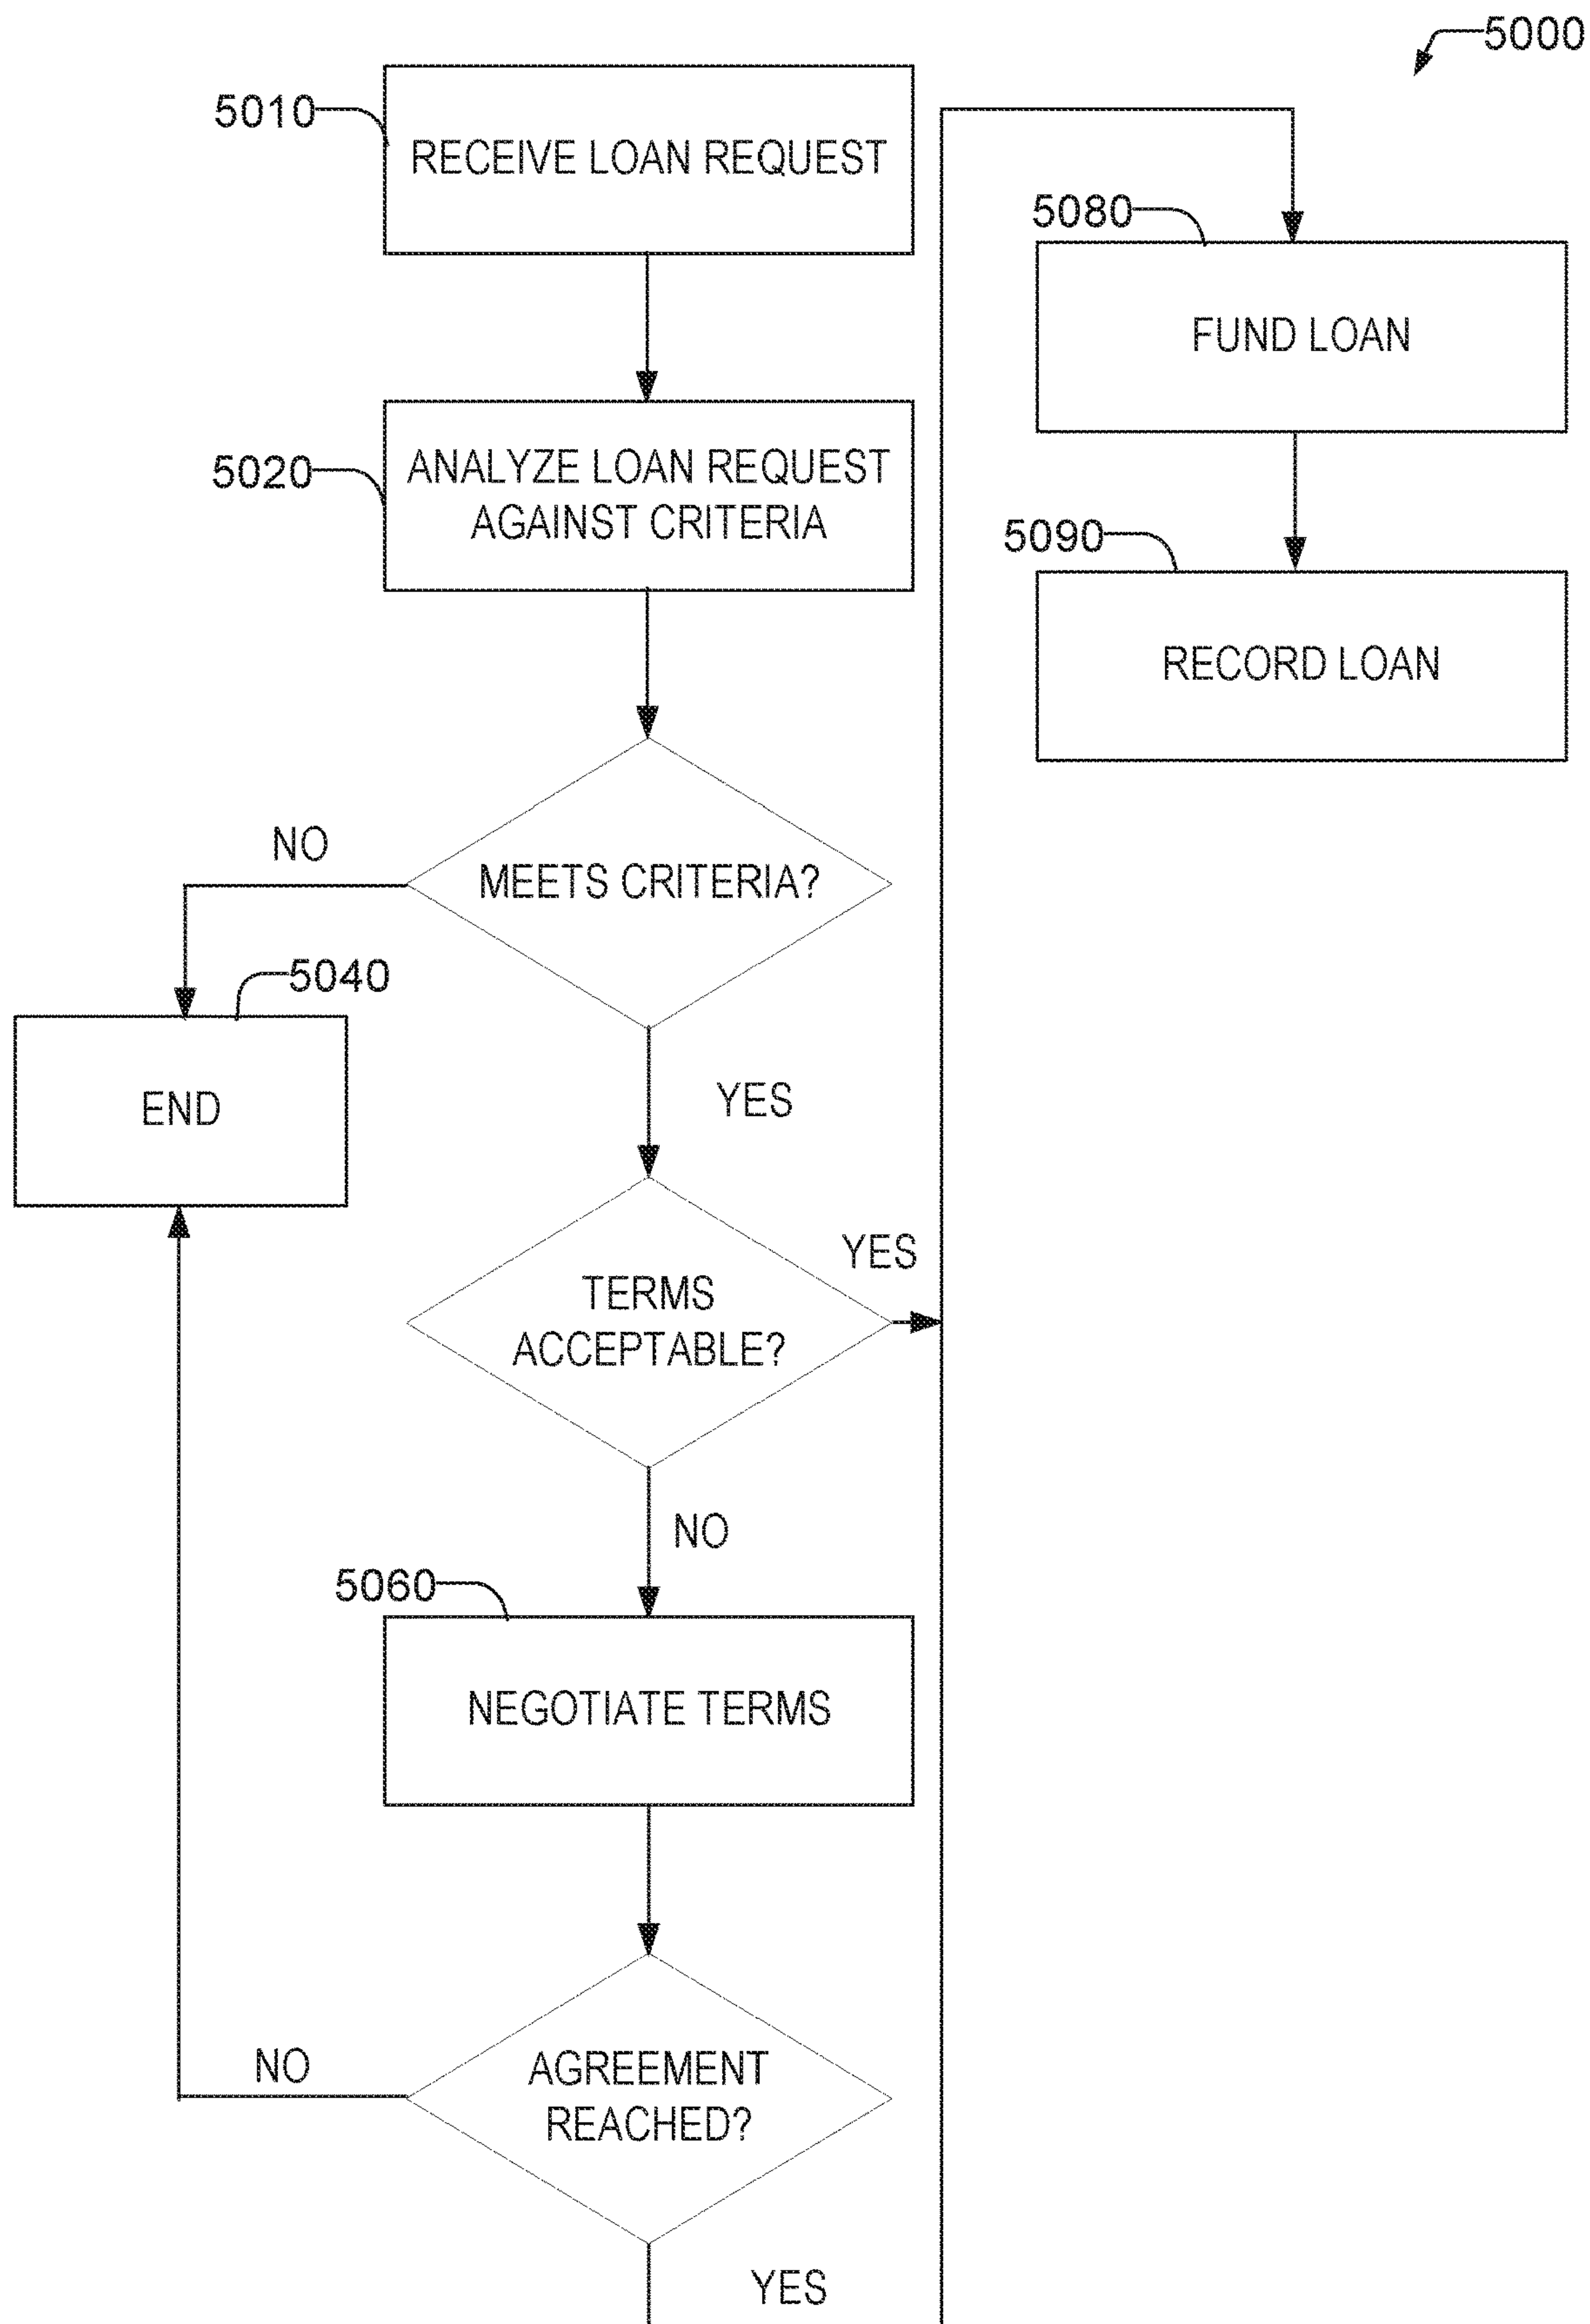 5000
5010
RECEIVE LOAN REQUEST
5020
ANALYZE LOAN REQUEST
AGAINST CRITERIA
MEETS CRITERIA?
NO
5040
END
YES
TERMS
ACCEPTABLE?
YES
NO
5060
NEGOTIATE TERMS
AGREEMENT
REACHED?
NO
YES
5080
FUND LOAN
5090
RECORD LOAN